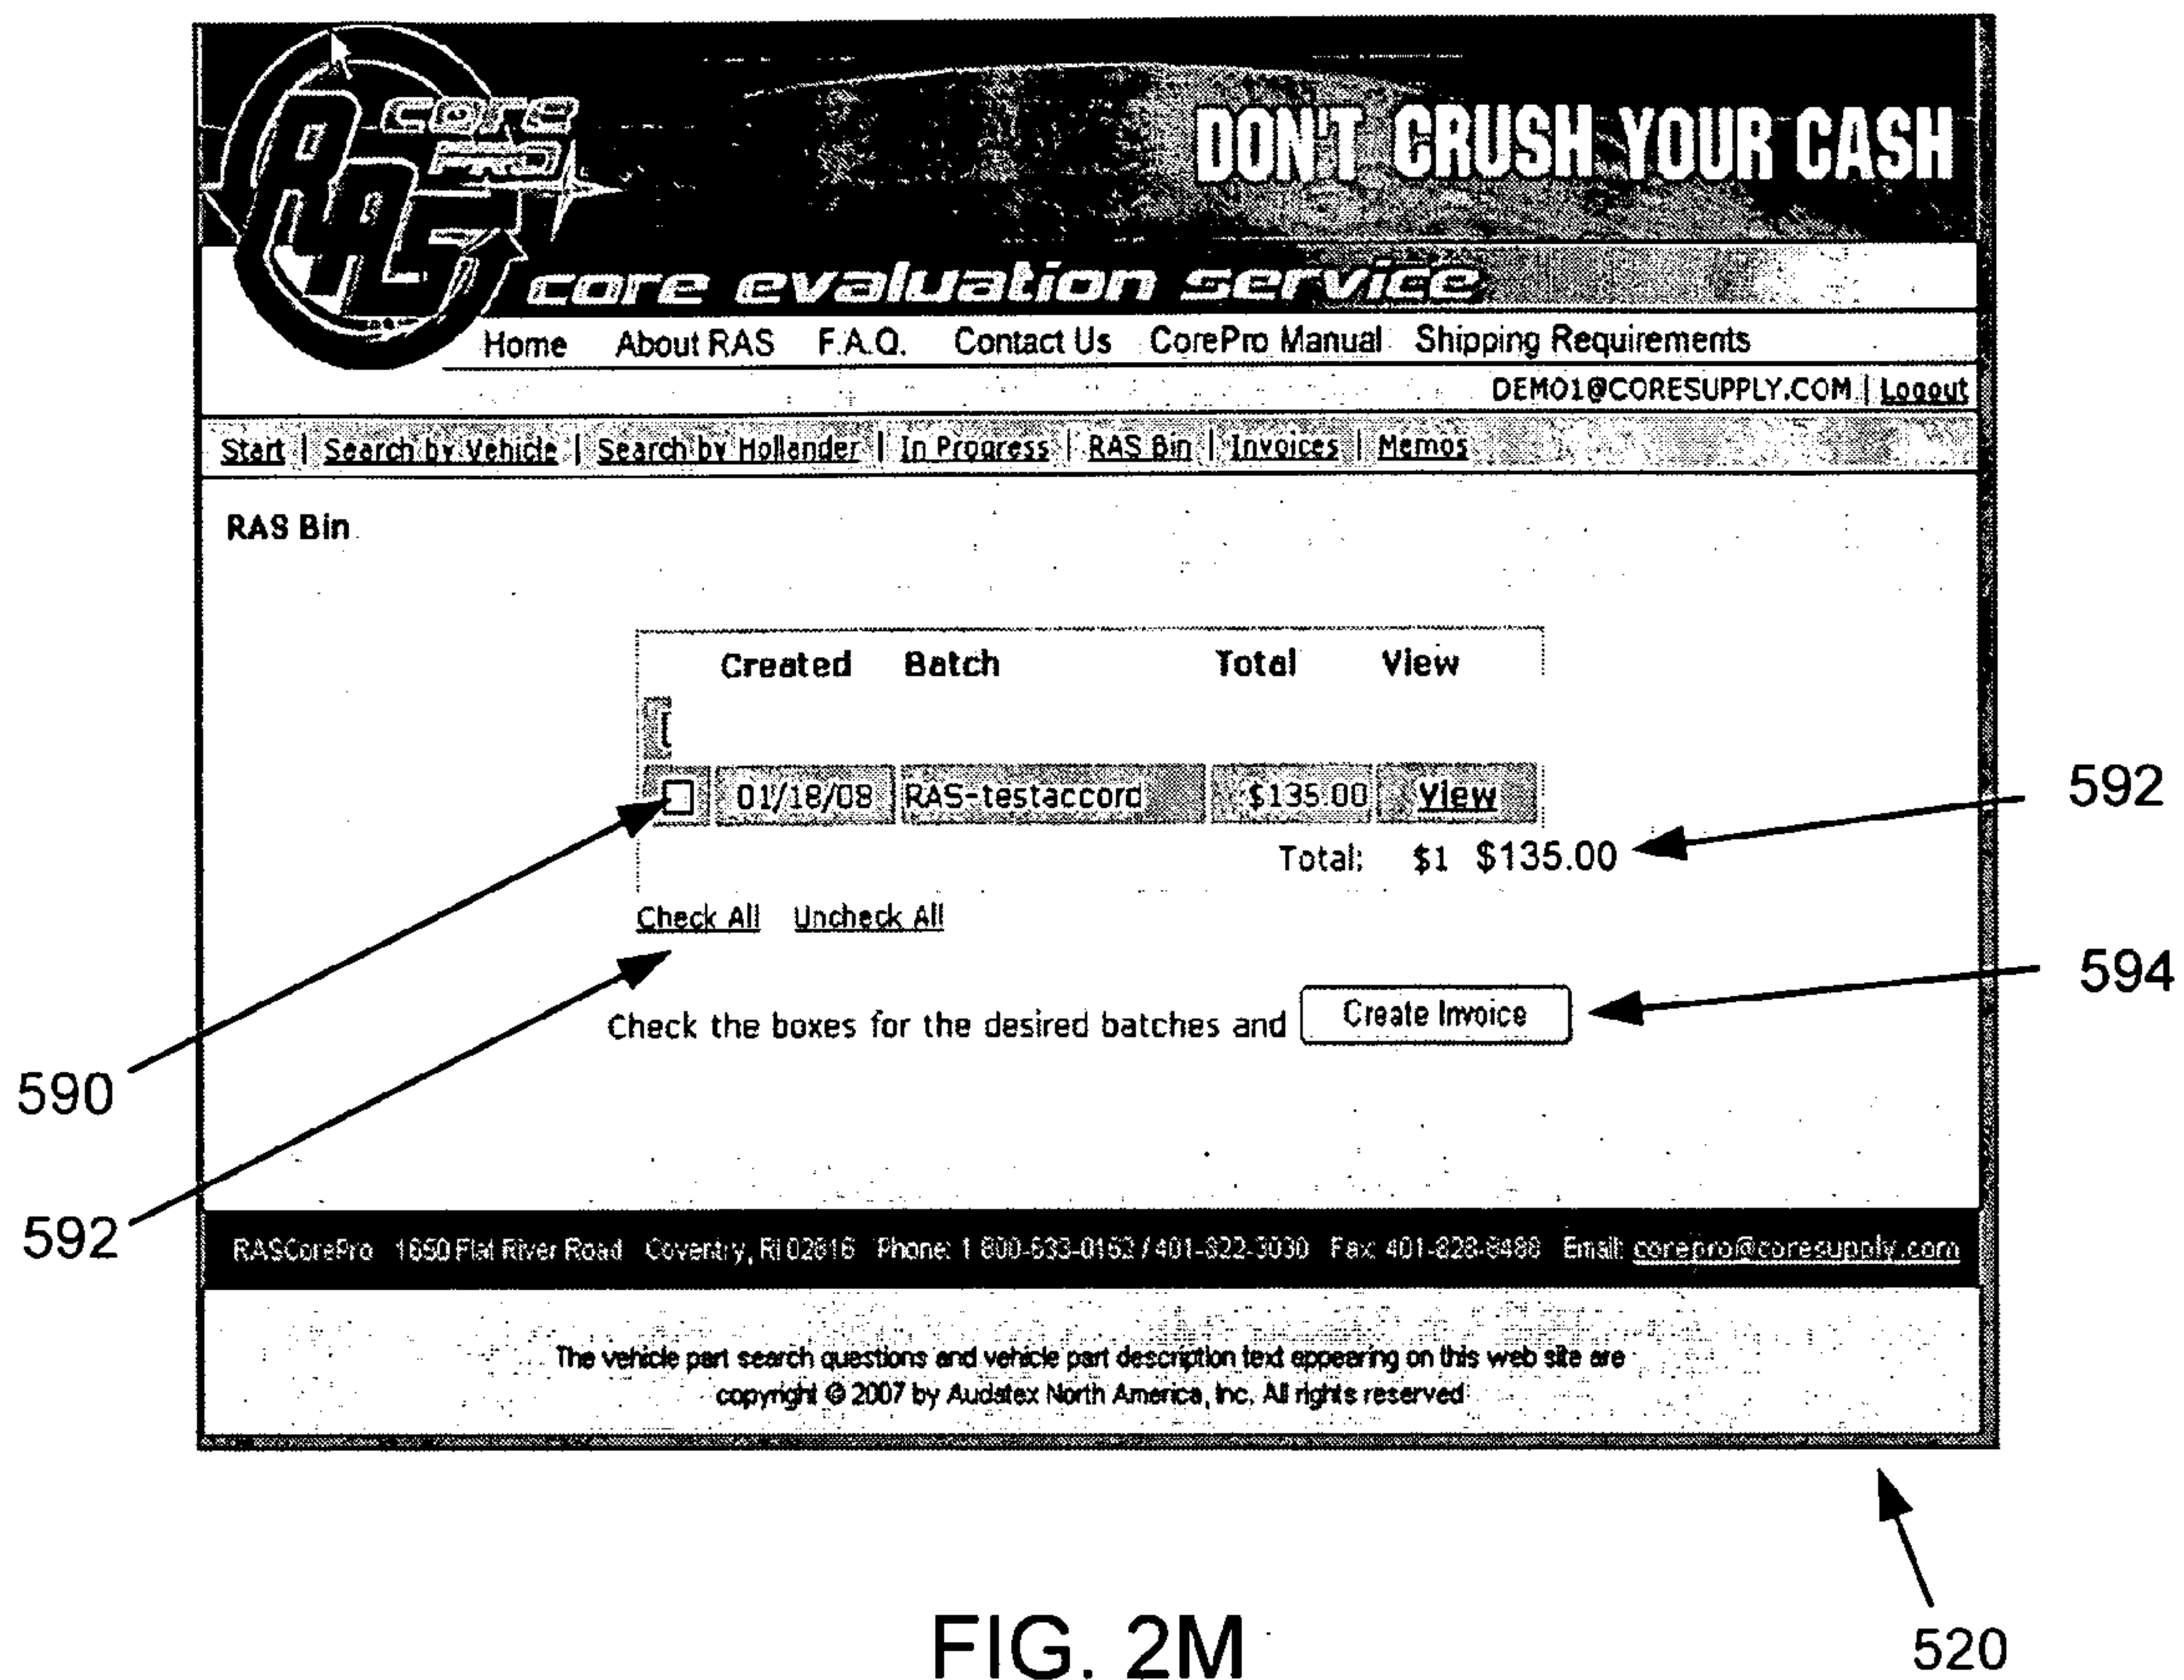 CORE PRO
RAS
DON'T CRUSH YOUR CASH
core evaluation service
Home About RAS F.A.Q. Contact Us CorePro Manual Shipping Requirements
DEMO1@CORESUPPLY.COM | Logout
Start | Search by Vehicle | Search by Hollander | In Progress | RAS Bin | Invoices | Memos
RAS Bin
Created Batch Total View
01/18/08 RAS-testaccord $135.00 View
592
Total: $1 $135.00
Check All Uncheck All
594
Check the boxes for the desired batches and Create Invoice
590
592
RASCorePro 1650 Flat River Road Coventry, RI 02816 Phone: 1 800-533-0162 / 401-822-3030 Fax: 401-828-8488 Email: corepro@coresupply.com
The vehicle part search questions and vehicle part description text appearing on this web site are
copyright © 2007 by Audatex North America, Inc. All rights reserved
520
FIG. 2M